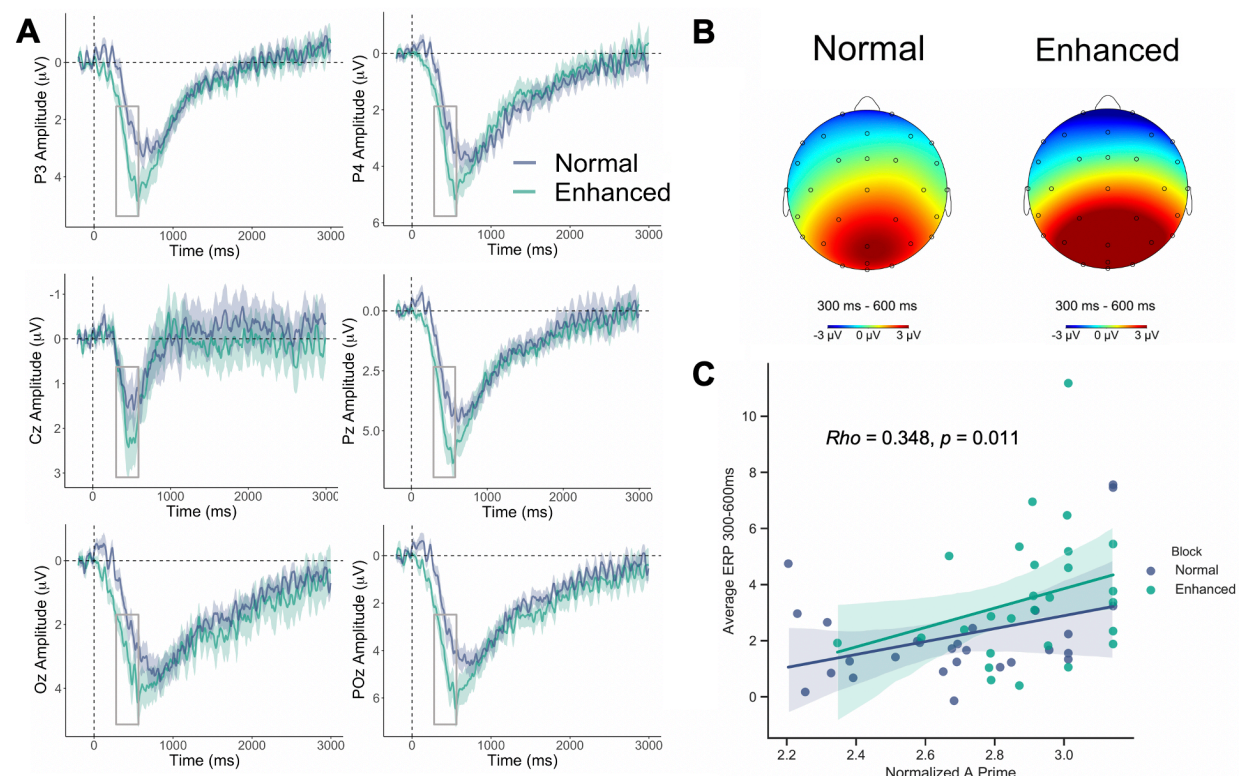 A
P3 Amplitude (µV)
0
2
4
0
1000
2000
3000
Time (ms)
P4 Amplitude (µV)
0
2
4
6
0
1000
2000
3000
Time (ms)
Normal
Enhanced
Cz Amplitude (µV)
-1
0
1
2
3
0
1000
2000
3000
Time (ms)
Pz Amplitude (µV)
0.0
2.5
5.0
0
1000
2000
3000
Time (ms)
Oz Amplitude (µV)
0
2
4
0
1000
2000
3000
Time (ms)
POz Amplitude (µV)
0
2
4
6
0
1000
2000
3000
Time (ms)
B
Normal
Enhanced
300 ms - 600 ms
300 ms - 600 ms
-3 µV 0 µV 3 µV
-3 µV 0 µV 3 µV
C
Rho = 0.348, p = 0.011
Average ERP 300-600ms
10
8
6
4
2
0
2.2
2.4
2.6
2.8
3.0
Normalized A Prime
Block
Normal
Enhanced